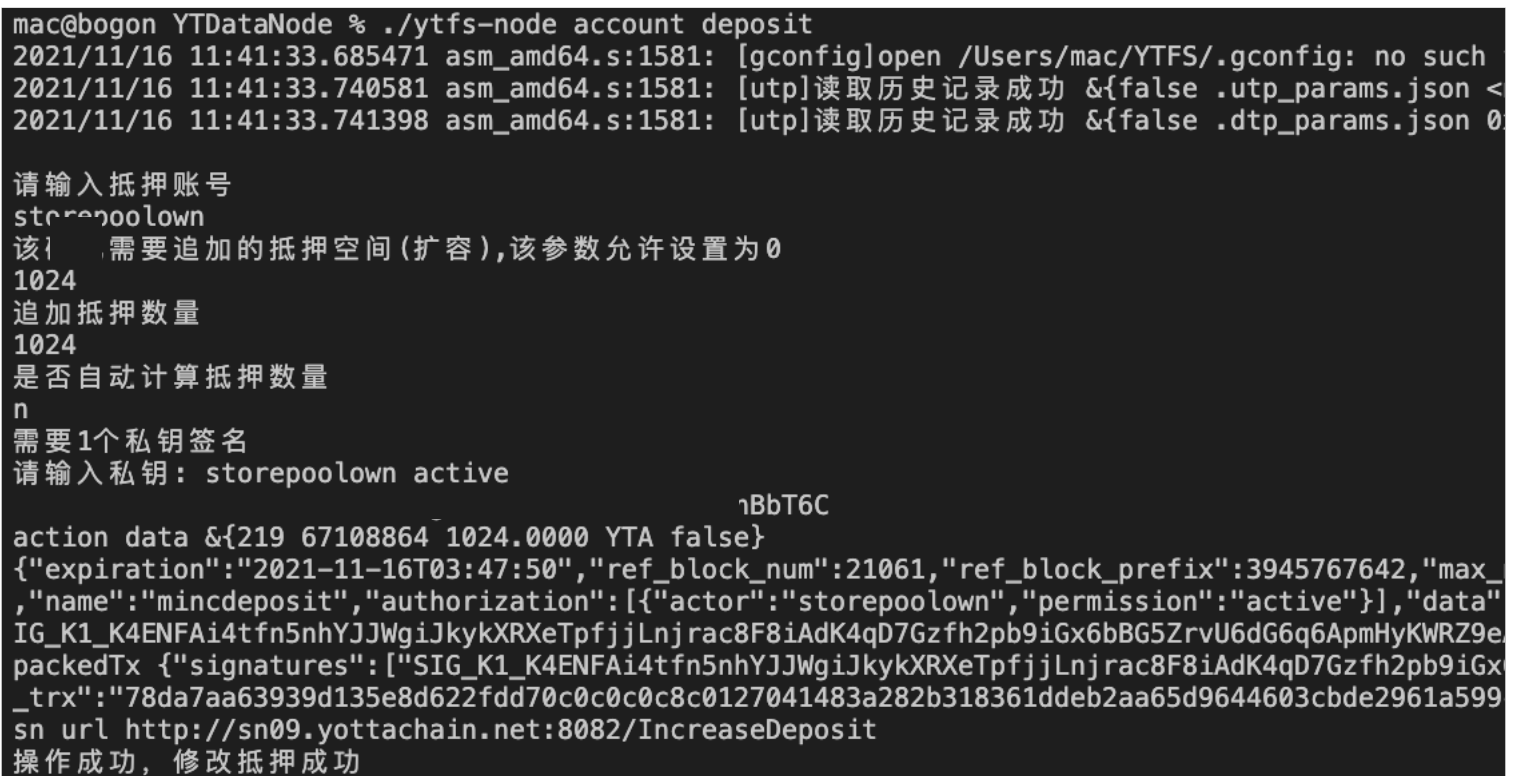 mac@bogon YTDataNode % ./ytfs-node account deposit
2021/11/16 11:41:33.685471 asm_amd64.s:1581: [gconfig]open /Users/mac/YTFS/.gconfig: no such
2021/11/16 11:41:33.740581 asm_amd64.s:1581: [utp]读取历史记录成功 &{false .utp_params.json <
2021/11/16 11:41:33.741398 asm_amd64.s:1581: [utp]读取历史记录成功 &{false .dtp_params.json 0
请输入抵押账号
storepoolown
该 需要追加的抵押空间(扩容),该参数允许设置为0
1024
追加抵押数量
1024
是否自动计算抵押数量
n
需要1个私钥签名
请输入私钥: storepoolown active
BbT6C
action data &{219 67108864 1024.0000 YTA false}
{"expiration":"2021-11-16T03:47:50","ref_block_num":21061,"ref_block_prefix":3945767642,"max_
,"name":"mincdeposit","authorization":[{"actor":"storepoolown","permission":"active"}],"data"
IG_K1_K4ENFAi4tfn5nhYJJWgiJkykXRXeTpfjjLnjrac8F8iAdK4qD7Gzfh2pb9iGx6bBG5ZrvU6dG6q6ApmHyKWRZ9e
packedTx {"signatures":["SIG_K1_K4ENFAi4tfn5nhYJJWgiJkykXRXeTpfjjLnjrac8F8iAdK4qD7Gzfh2pb9iGx
_trx":"78da7aa63939d135e8d622fdd70c0c0c0c8c0127041483a282b318361ddeb2aa65d9644603cbde2961a599
sn url http://sn09.yottachain.net:8082/IncreaseDeposit
操作成功, 修改抵押成功